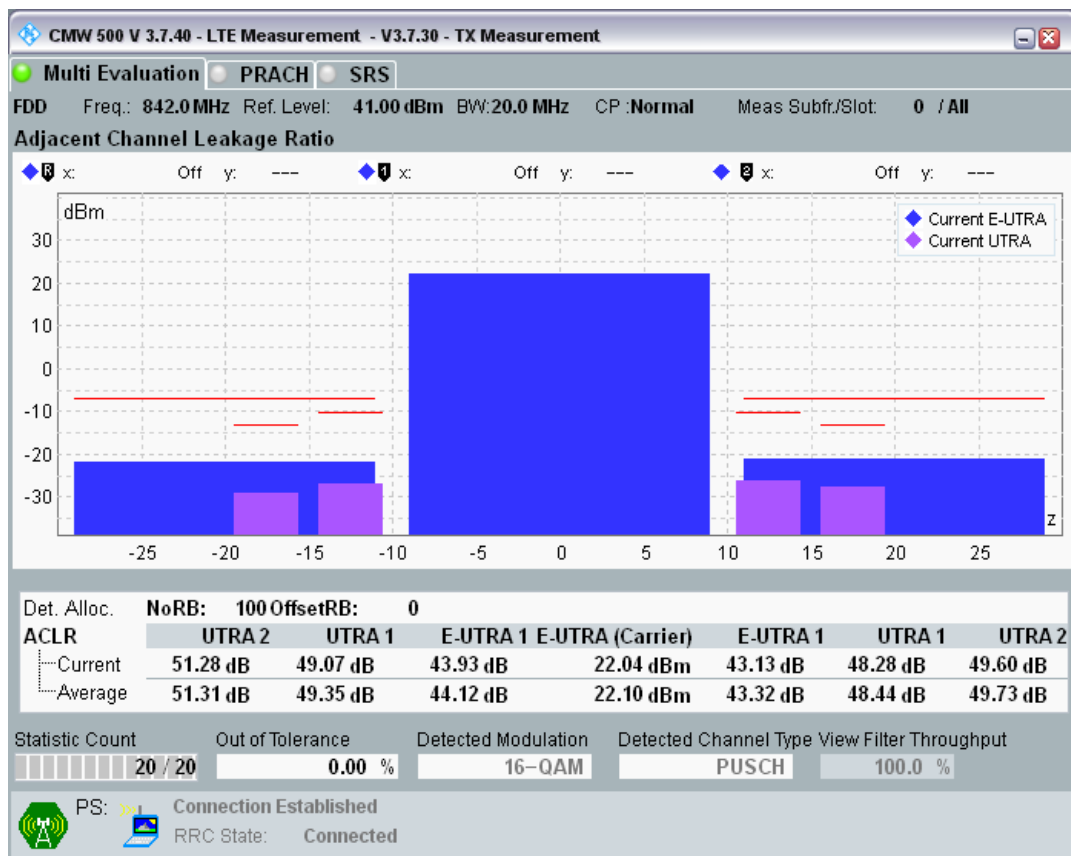 CMW 500 V 3.7.40 - LTE Measurement - V3.7.30 - TX Measurement
Multi Evaluation PRACH SRS
FDD Freq.: 842.0 MHz Ref. Level: 41.00 dBm BW:20.0 MHz CP :Normal Meas Subfr./Slot: 0 / All
Adjacent Channel Leakage Ratio
R x: Off y: --- 1 x: Off y: --- 2 x: Off y: ---
dBm
Current E-UTRA
Current UTRA
30
20
10
0
-10
-20
-30
z
-25 -20 -15 -10 -5 0 5 10 15 20 25
Det. Alloc. NoRB: 100 OffsetRB: 0
ACLR UTRA 2 UTRA 1 E-UTRA 1 E-UTRA (Carrier) E-UTRA 1 UTRA 1 UTRA 2
Current 51.28 dB 49.07 dB 43.93 dB 22.04 dBm 43.13 dB 48.28 dB 49.60 dB
Average 51.31 dB 49.35 dB 44.12 dB 22.10 dBm 43.32 dB 48.44 dB 49.73 dB
Statistic Count Out of Tolerance Detected Modulation Detected Channel Type View Filter Throughput
20 / 20 0.00 % 16-QAM PUSCH 100.0 %
PS: Connection Established
RRC State: Connected